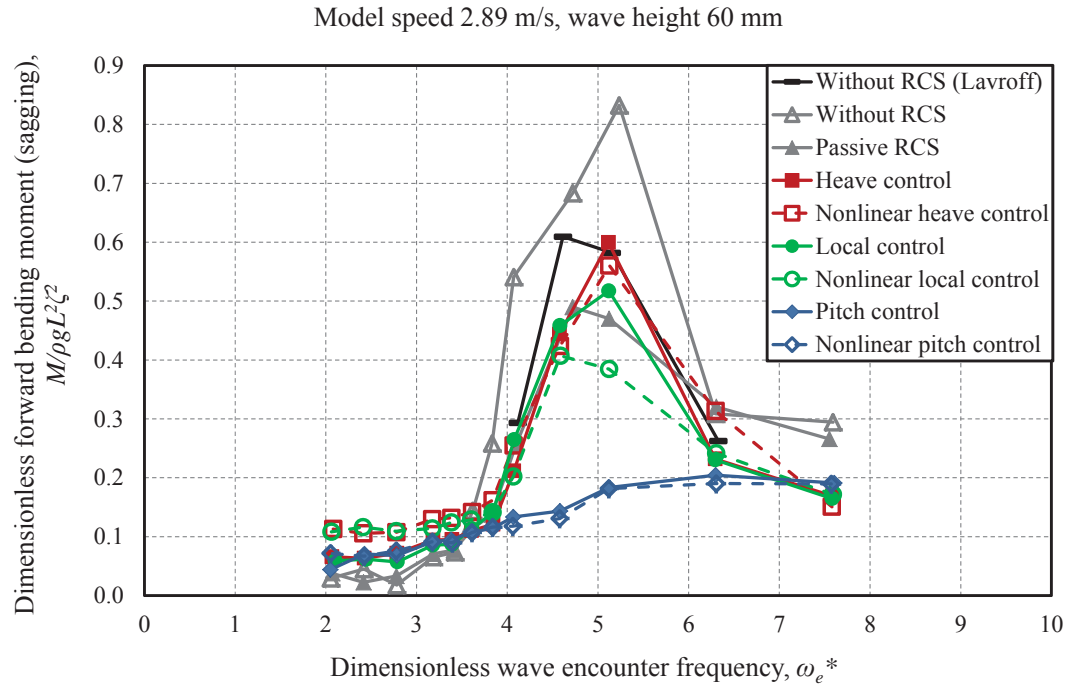 Model speed 2.89 m/s, wave height 60 mm
Dimensionless forward bending moment (sagging),
M/ρgL²ζ²
0.9
0.8
0.7
0.6
0.5
0.4
0.3
0.2
0.1
0.0
Without RCS (Lavroff)
Without RCS
Passive RCS
Heave control
Nonlinear heave control
Local control
Nonlinear local control
Pitch control
Nonlinear pitch control
0 1 2 3 4 5 6 7 8 9 10
Dimensionless wave encounter frequency, ωₑ*